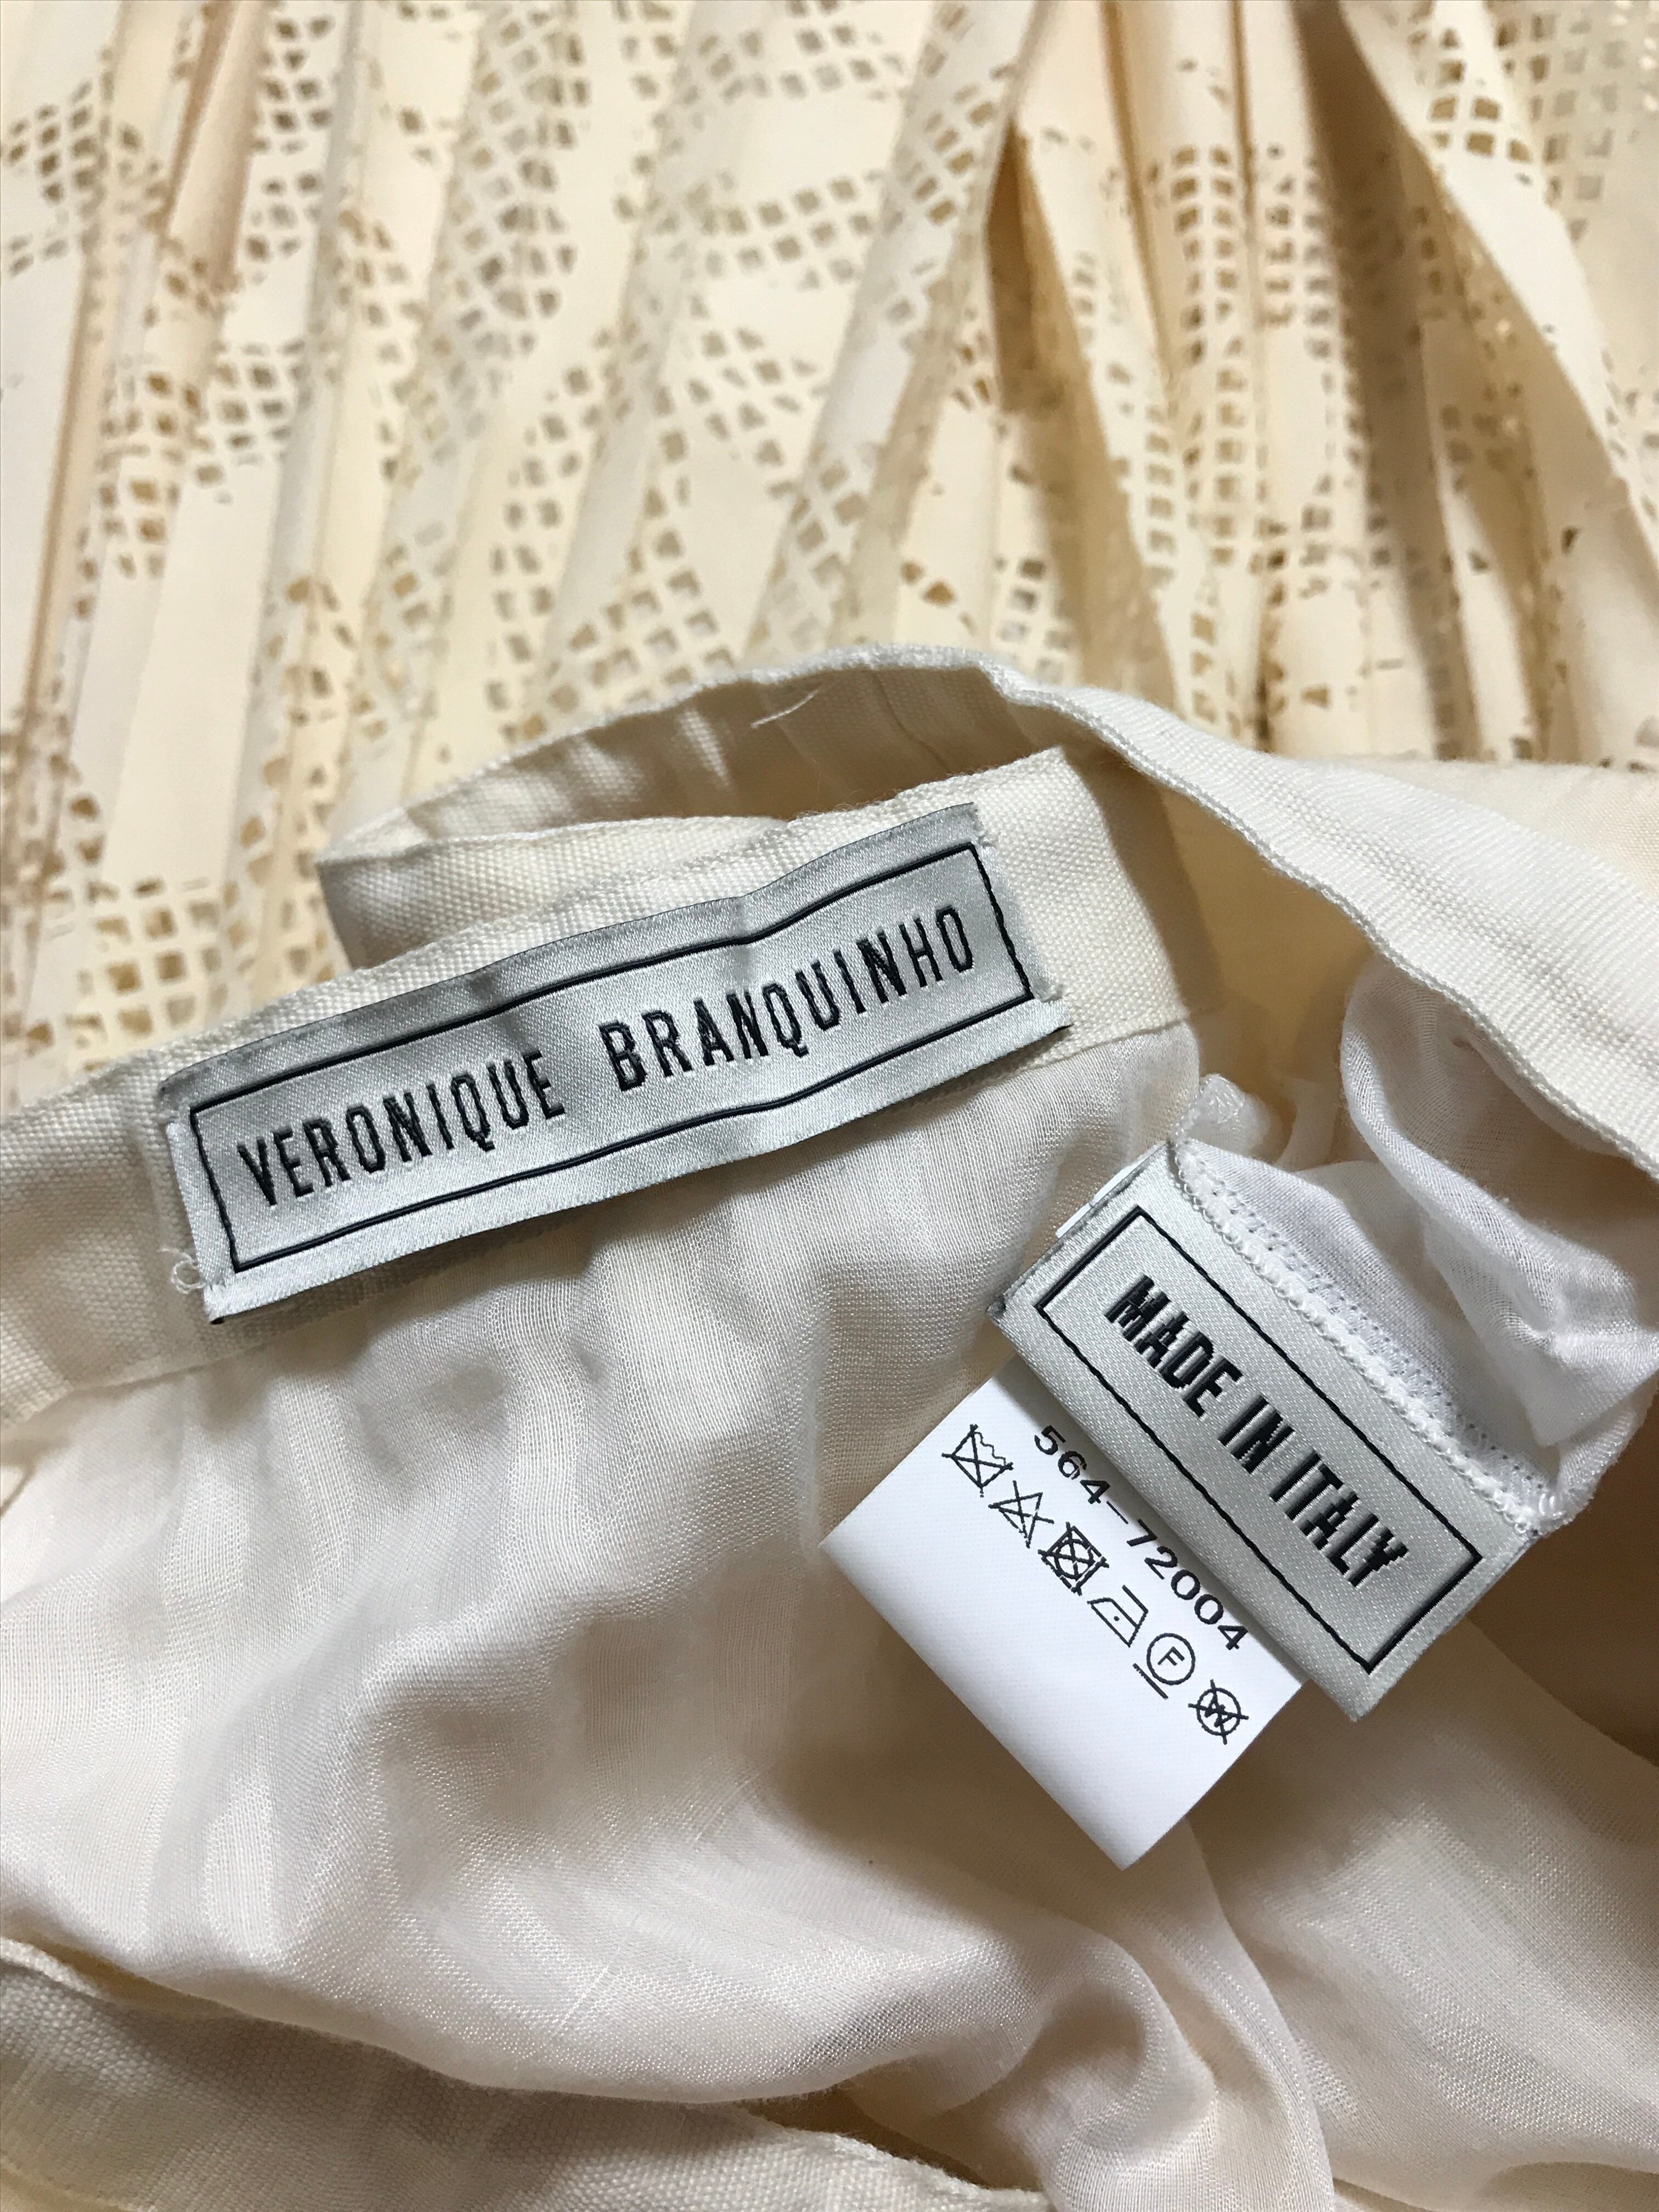 VERONIQUE BRANQUINHO
MADE IN ITALY
564-72004
F
W